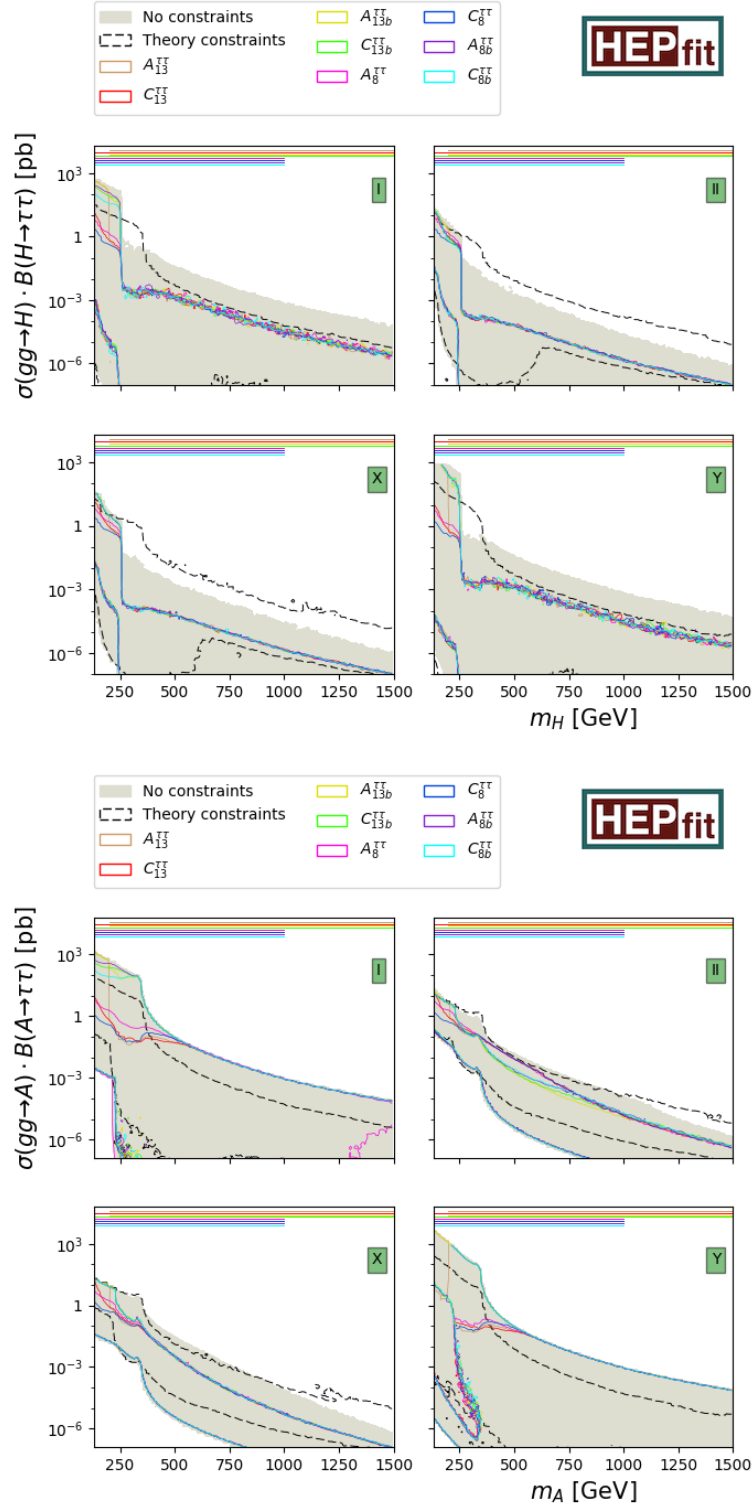 No constraints
Theory constraints
A_{13}^{ττ}
C_{13}^{ττ}
A_{13b}^{ττ}
C_{13b}^{ττ}
A_8^{ττ}
C_8^{ττ}
A_{8b}^{ττ}
C_{8b}^{ττ}
HEPfit
σ(gg→H) · B(H→ττ) [pb]
10^3
1
10^{-3}
10^{-6}
I
II
10^3
1
10^{-3}
10^{-6}
X
Y
250 500 750 1000 1250 1500
250 500 750 1000 1250 1500
m_H [GeV]
No constraints
Theory constraints
A_{13}^{ττ}
C_{13}^{ττ}
A_{13b}^{ττ}
C_{13b}^{ττ}
A_8^{ττ}
C_8^{ττ}
A_{8b}^{ττ}
C_{8b}^{ττ}
HEPfit
σ(gg→A) · B(A→ττ) [pb]
10^3
1
10^{-3}
10^{-6}
I
II
10^3
1
10^{-3}
10^{-6}
X
Y
250 500 750 1000 1250 1500
250 500 750 1000 1250 1500
m_A [GeV]